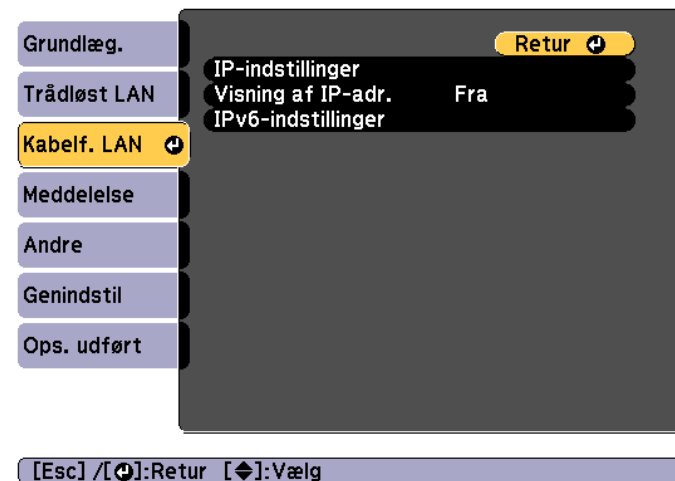 Grundlæg.
Trådløst LAN
Kabelf. LAN
Meddelelse
Andre
Genindstil
Ops. udført
Retur
IP-indstillinger
Visning af IP-adr. Fra
IPv6-indstillinger
[Esc] /[⏎]:Retur [◆]:Vælg